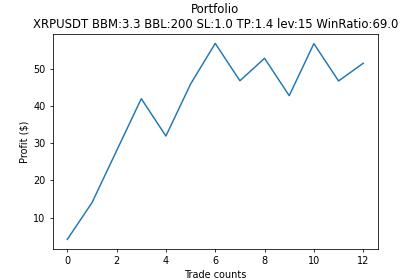 Portfolio
XRPUSDT BBM:3.3 BBL:200 SL:1.0 TP:1.4 lev:15 WinRatio:69.0
50
40
30
20
10
Profit ($)
0 2 4 6 8 10 12
Trade counts